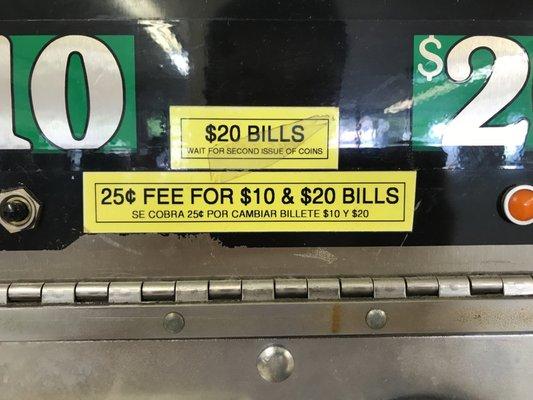 10
$2
$20 BILLS
WAIT FOR SECOND ISSUE OF COINS
25¢ FEE FOR $10 & $20 BILLS
SE COBRA 25¢ POR CAMBIAR BILLETE $10 Y $20